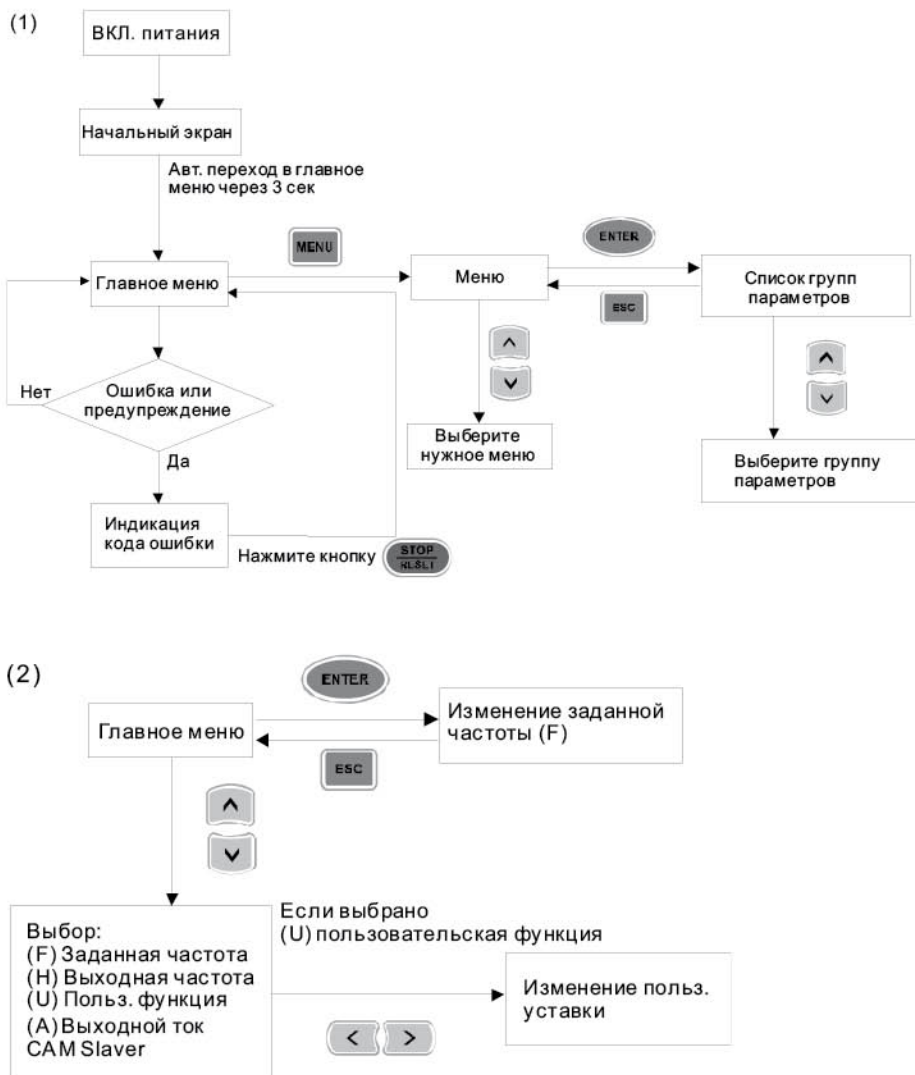 (1)
ВКЛ. питания
Начальный экран
Авт. переход в главное
меню через 3 сек
MENU
ENTER
Главное меню
Меню
Список групп
параметров
ESC
Нет
Ошибка или
предупреждение
Да
Выберите
нужное меню
Выберите группу
параметров
Индикация
кода ошибки
Нажмите кнопку
STOP
(2)
ENTER
Главное меню
Изменение заданной
частоты (F)
ESC
Выбор:
(F) Заданная частота
(H) Выходная частота
(U) Польз. функция
(A) Выходной ток
CAM Slaver
Если выбрано
(U) пользовательская функция
Изменение польз.
уставки